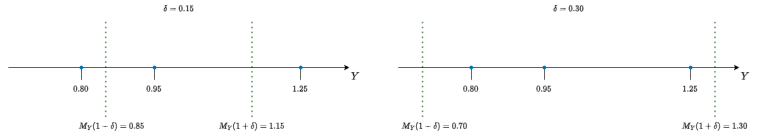 δ = 0.15
Y
0.80
0.95
1.25
M_Y(1 − δ) = 0.85
M_Y(1 + δ) = 1.15
δ = 0.30
Y
0.80
0.95
1.25
M_Y(1 − δ) = 0.70
M_Y(1 + δ) = 1.30